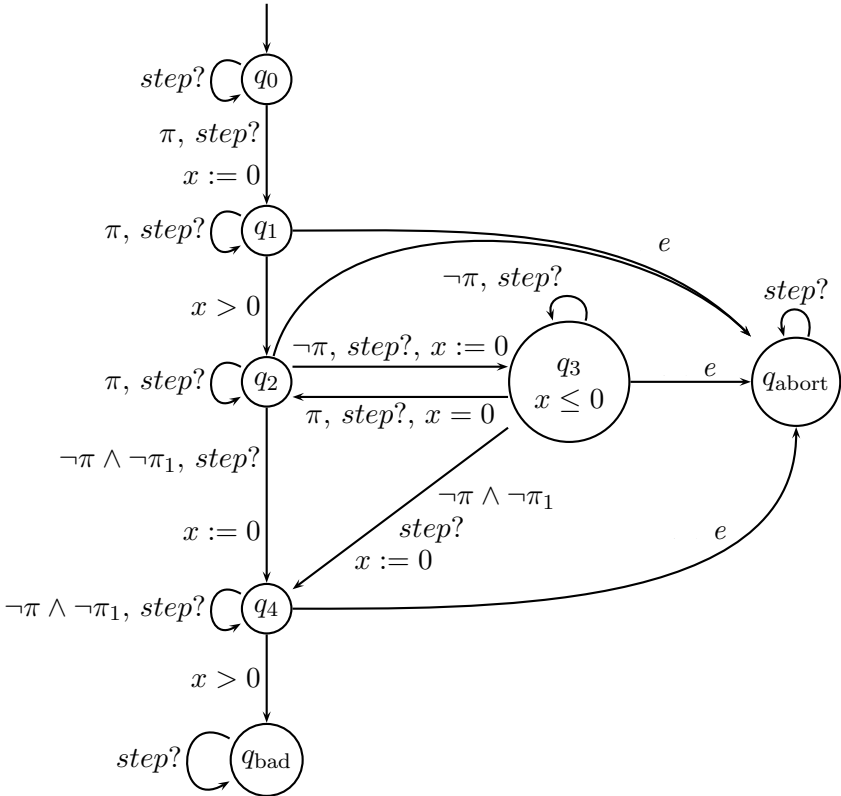 step?
q0
π, step?
x := 0
π, step?
q1
e
x > 0
¬π, step?
step?
¬π, step?, x := 0
q3
x ≤ 0
π, step?
q2
e
qabort
π, step?, x = 0
¬π ∧ ¬π1, step?
¬π ∧ ¬π1
step?
x := 0
x := 0
e
¬π ∧ ¬π1, step?
q4
x > 0
step?
qbad